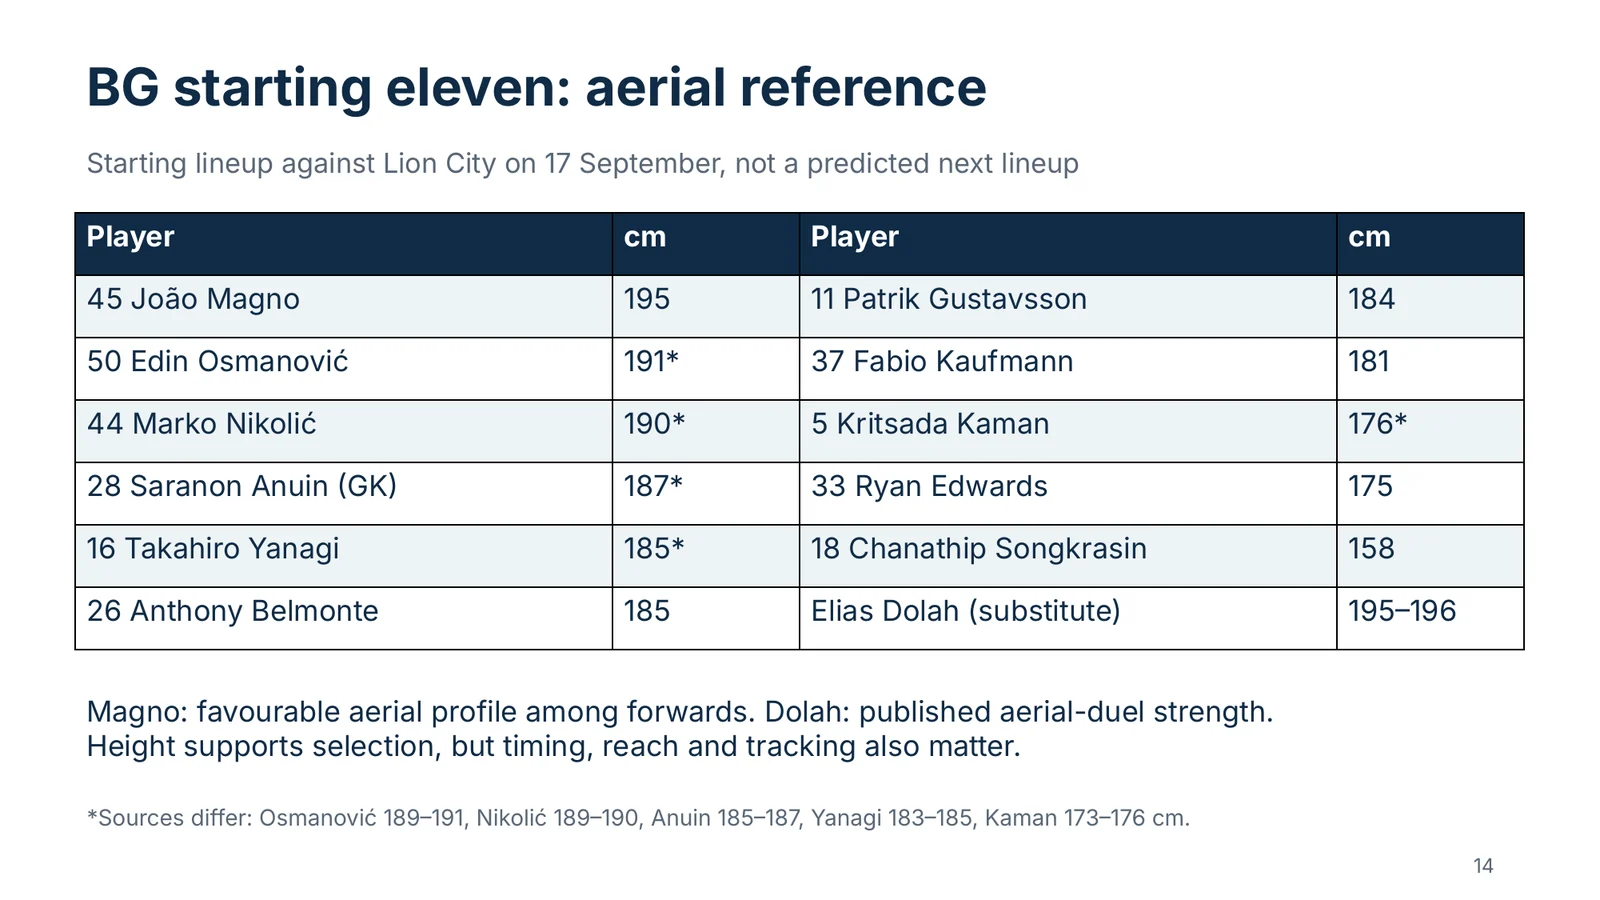 BG starting eleven: aerial reference
Starting lineup against Lion City on 17 September, not a predicted next lineup
Player cm Player cm
45 João Magno 195 11 Patrik Gustavsson 184
50 Edin Osmanović 191* 37 Fabio Kaufmann 181
44 Marko Nikolić 190* 5 Kritsada Kaman 176*
28 Saranon Anuin (GK) 187* 33 Ryan Edwards 175
16 Takahiro Yanagi 185* 18 Chanathip Songkrasin 158
26 Anthony Belmonte 185 Elias Dolah (substitute) 195–196
Magno: favourable aerial profile among forwards. Dolah: published aerial-duel strength.
Height supports selection, but timing, reach and tracking also matter.
*Sources differ: Osmanović 189–191, Nikolić 189–190, Anuin 185–187, Yanagi 183–185, Kaman 173–176 cm.
14